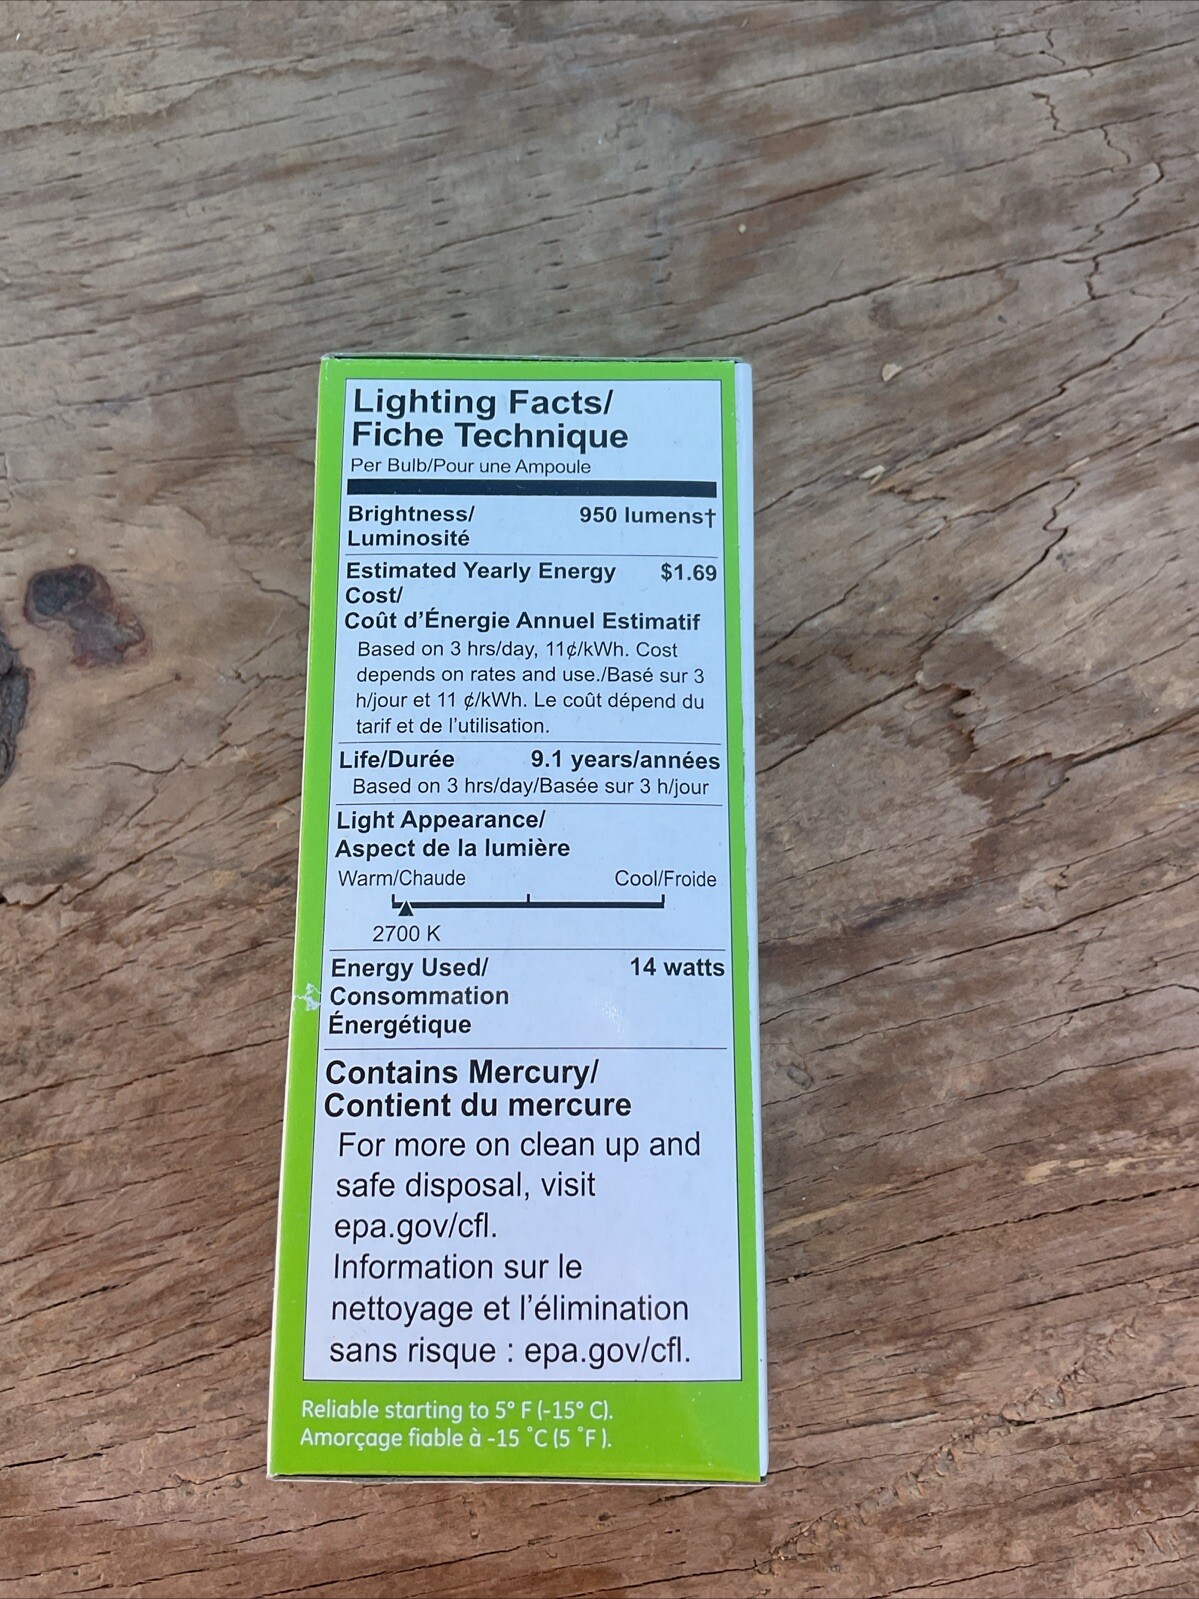 Lighting Facts/
Fiche Technique
Per Bulb/Pour une Ampoule
Brightness/ 950 lumens†
Luminosité
Estimated Yearly Energy $1.69
Cost/
Coût d'Énergie Annuel Estimatif
Based on 3 hrs/day, 11¢/kWh. Cost
depends on rates and use./Basé sur 3
h/jour et 11 ¢/kWh. Le coût dépend du
tarif et de l'utilisation.
Life/Durée 9.1 years/années
Based on 3 hrs/day/Basée sur 3 h/jour
Light Appearance/
Aspect de la lumière
Warm/Chaude Cool/Froide
2700 K
Energy Used/ 14 watts
Consommation
Énergétique
Contains Mercury/
Contient du mercure
For more on clean up and
safe disposal, visit
epa.gov/cfl.
Information sur le
nettoyage et l'élimination
sans risque : epa.gov/cfl.
Reliable starting to 5° F (-15° C).
Amorçage fiable à -15 °C (5 °F ).